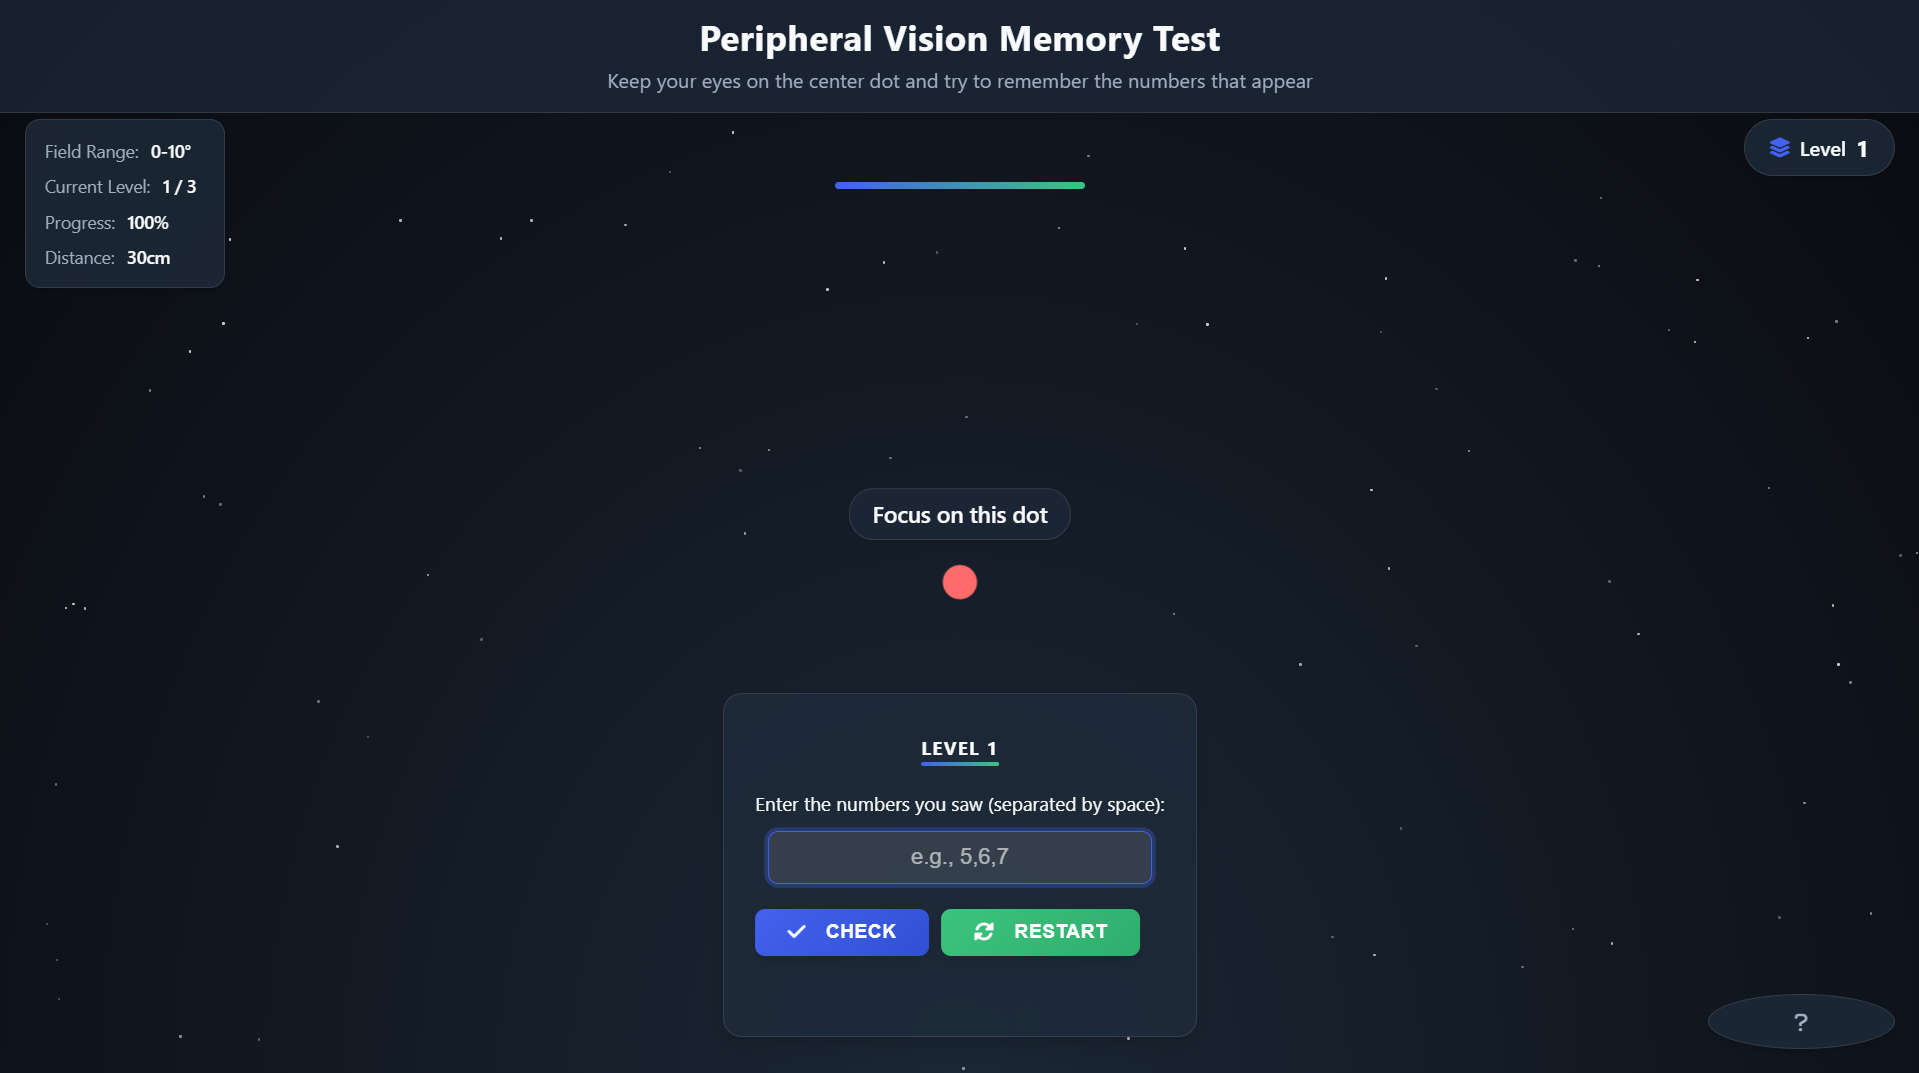 Peripheral Vision Memory Test
Keep your eyes on the center dot and try to remember the numbers that appear
Field Range: 0-10°
Current Level: 1 / 3
Progress: 100%
Distance: 30cm
Level 1
Focus on this dot
LEVEL 1
Enter the numbers you saw (separated by space):
e.g., 5,6,7
CHECK
RESTART
?